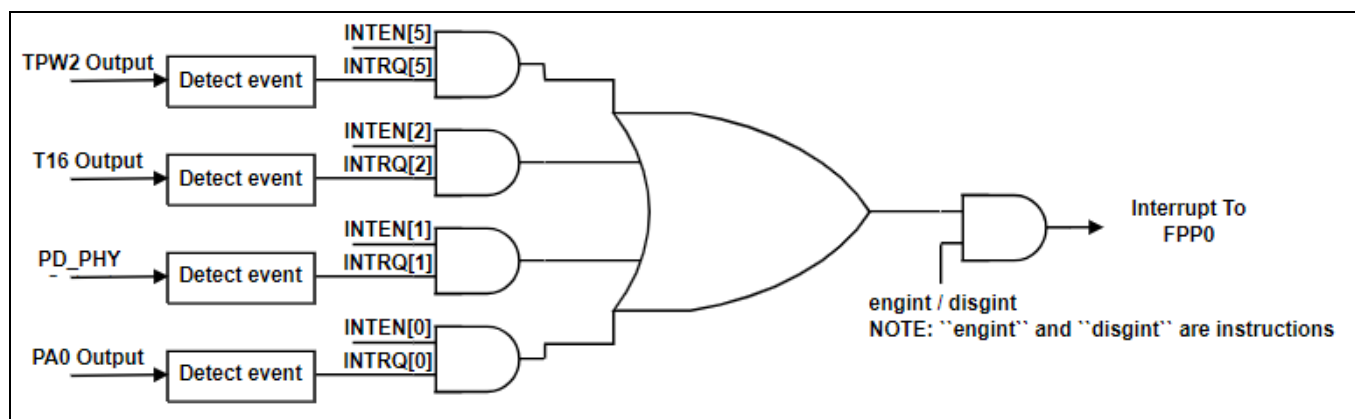 TPW2 Output
Detect event
INTEN[5]
INTRQ[5]
T16 Output
Detect event
INTEN[2]
INTRQ[2]
PD_PHY
Detect event
INTEN[1]
INTRQ[1]
PA0 Output
Detect event
INTEN[0]
INTRQ[0]
Interrupt To
FPP0
engint / disgint
NOTE: ``engint`` and ``disgint`` are instructions